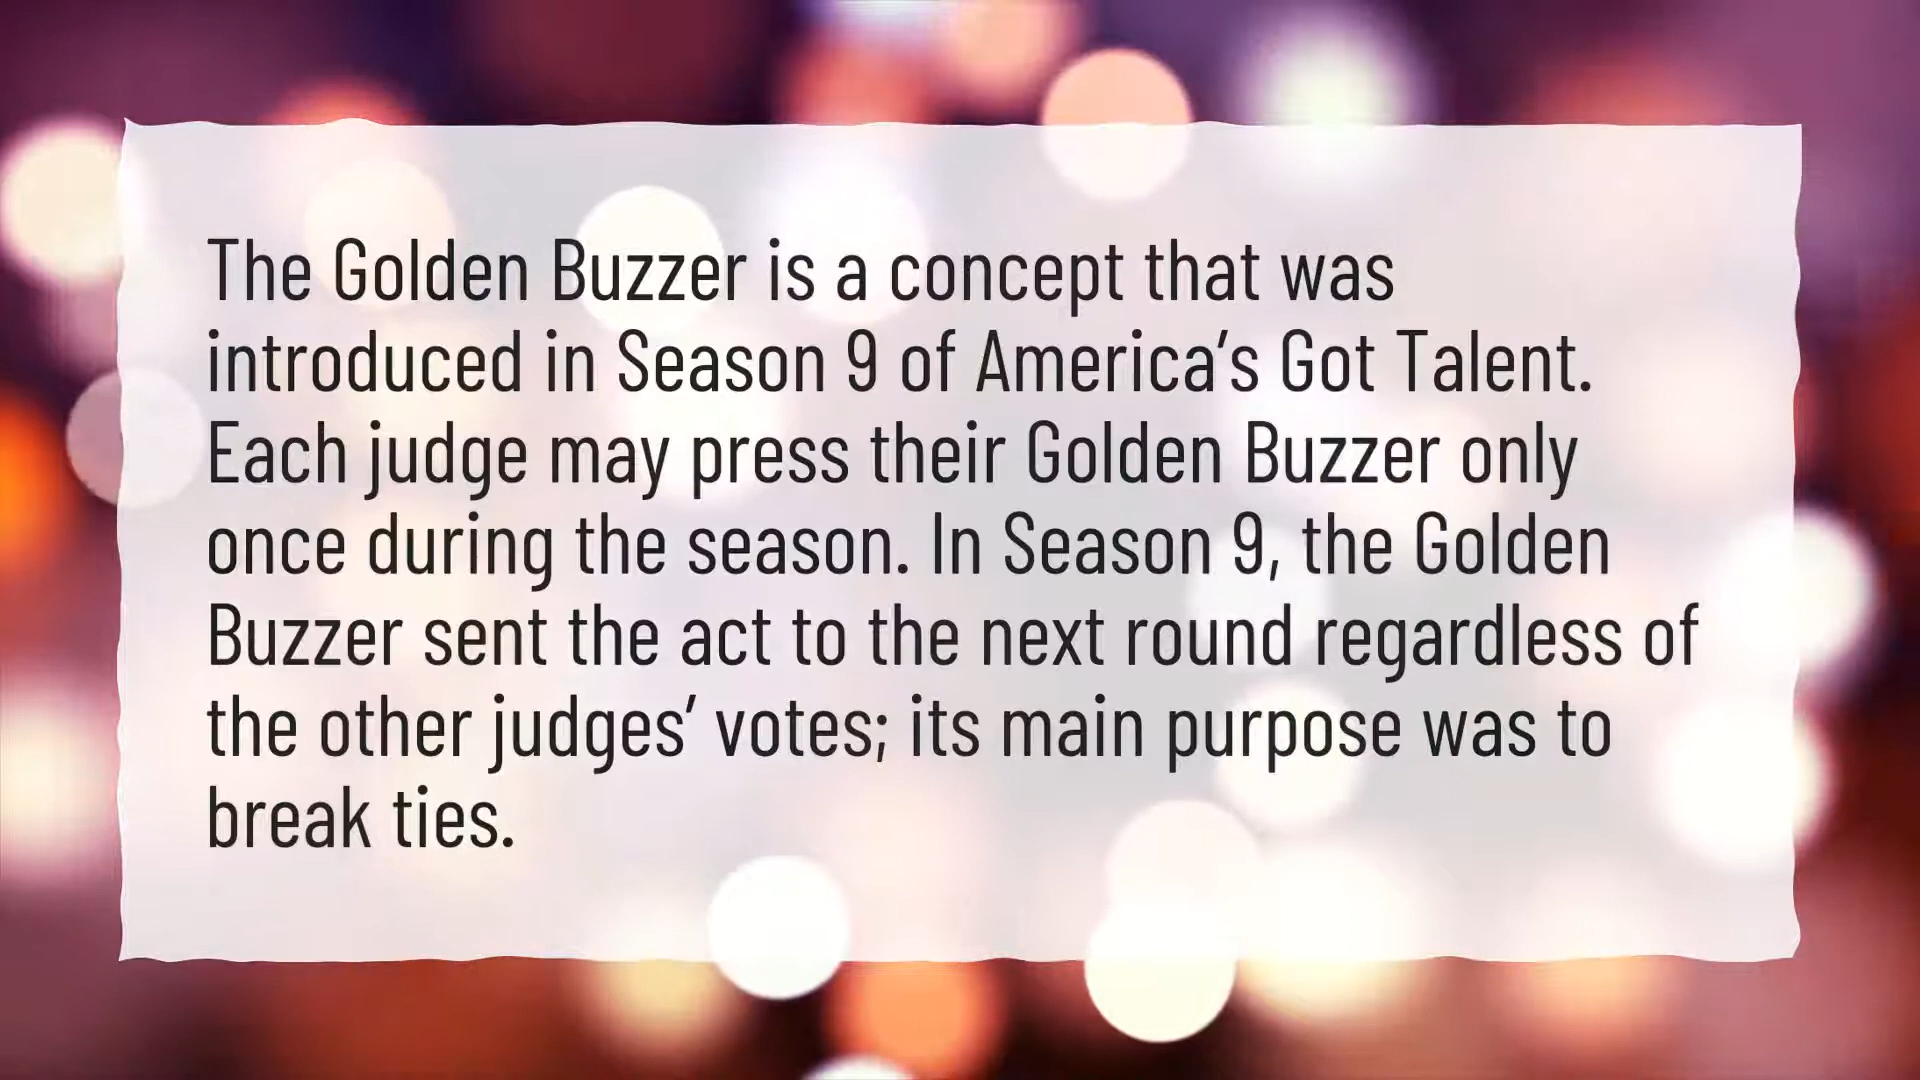 The Golden Buzzer is a concept that was
introduced in Season 9 of America’s Got Talent.
Each judge may press their Golden Buzzer only
once during the season. In Season 9, the Golden
Buzzer sent the act to the next round regardless of
the other judges’ votes; its main purpose was to
break ties.